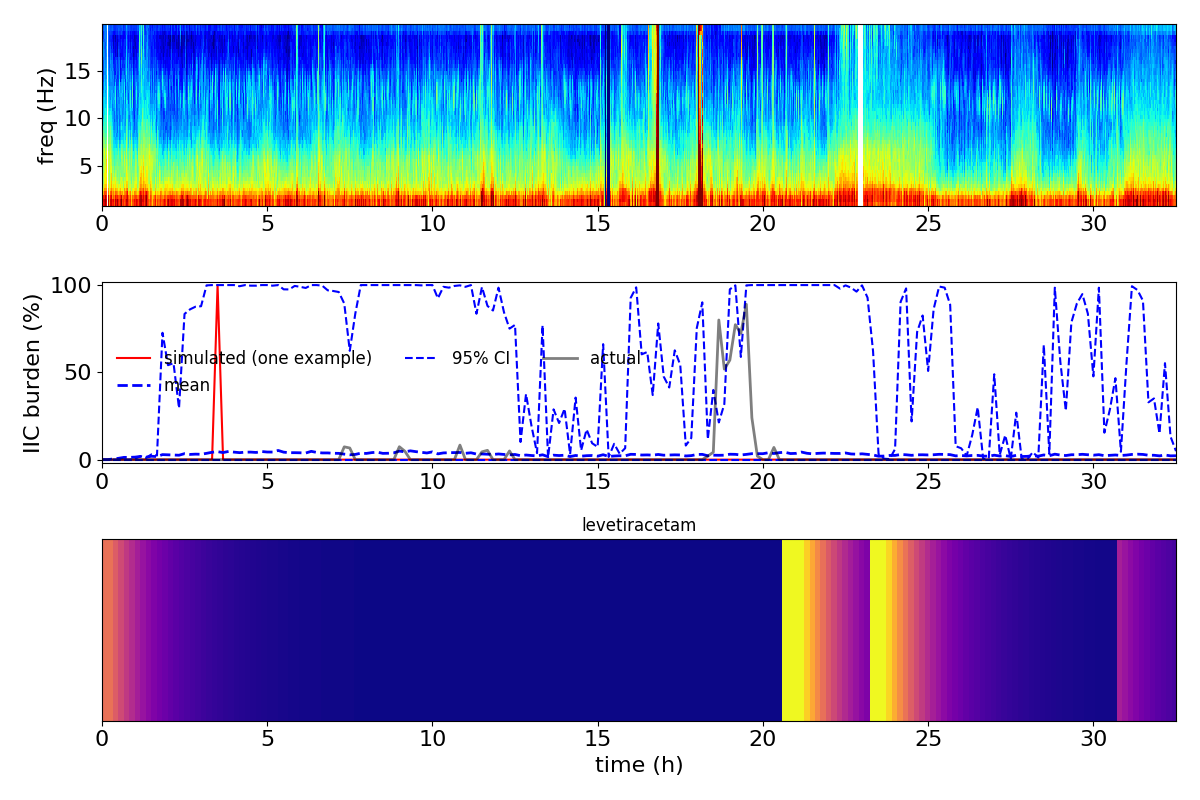 freq (Hz)
15
10
5
0 5 10 15 20 25 30
IIC burden (%)
100
50
0
simulated (one example) 95% CI actual
mean
0 5 10 15 20 25 30
levetiracetam
0 5 10 15 20 25 30
time (h)